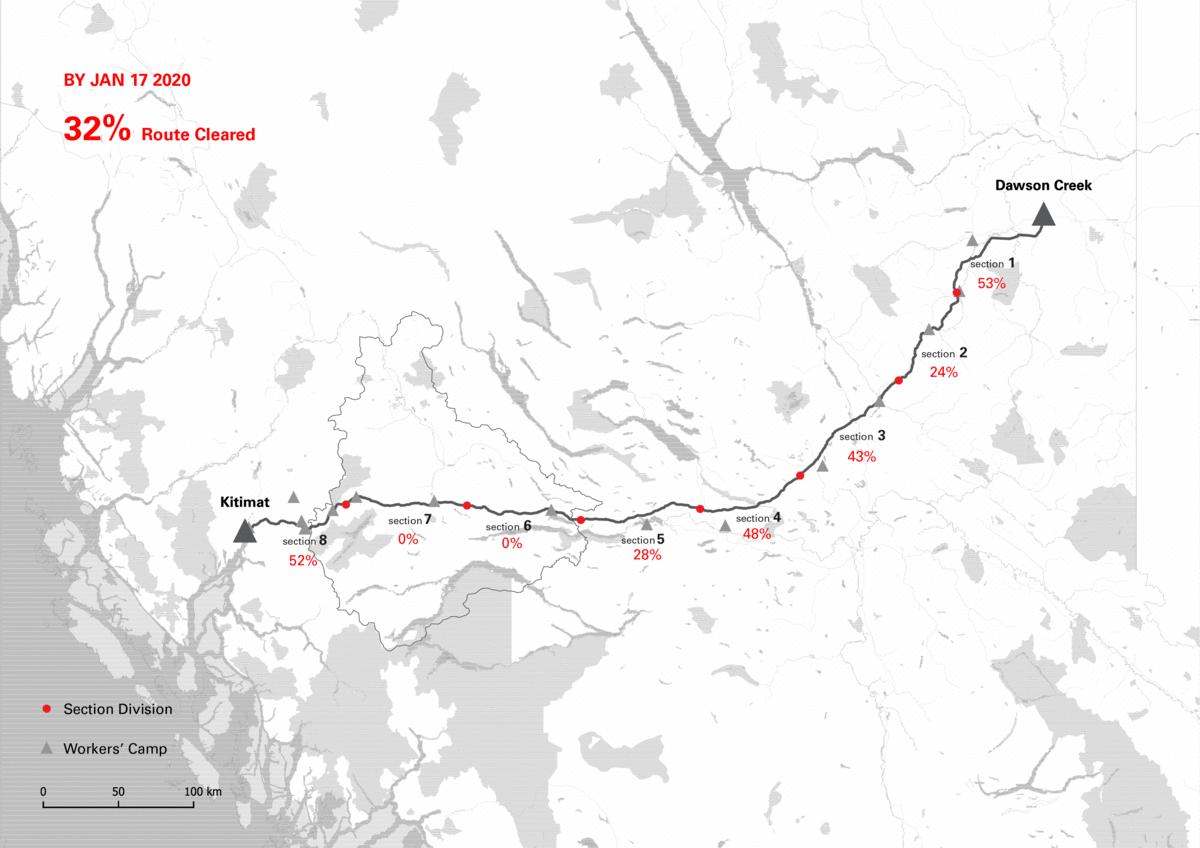 BY JAN 17 2020
32% Route Cleared
Dawson Creek
section 1
53%
section 2
24%
section 3
43%
Kitimat
section 4
48%
section 5
28%
section 6
0%
section 7
0%
section 8
52%
Section Division
Workers' Camp
0 50 100 km